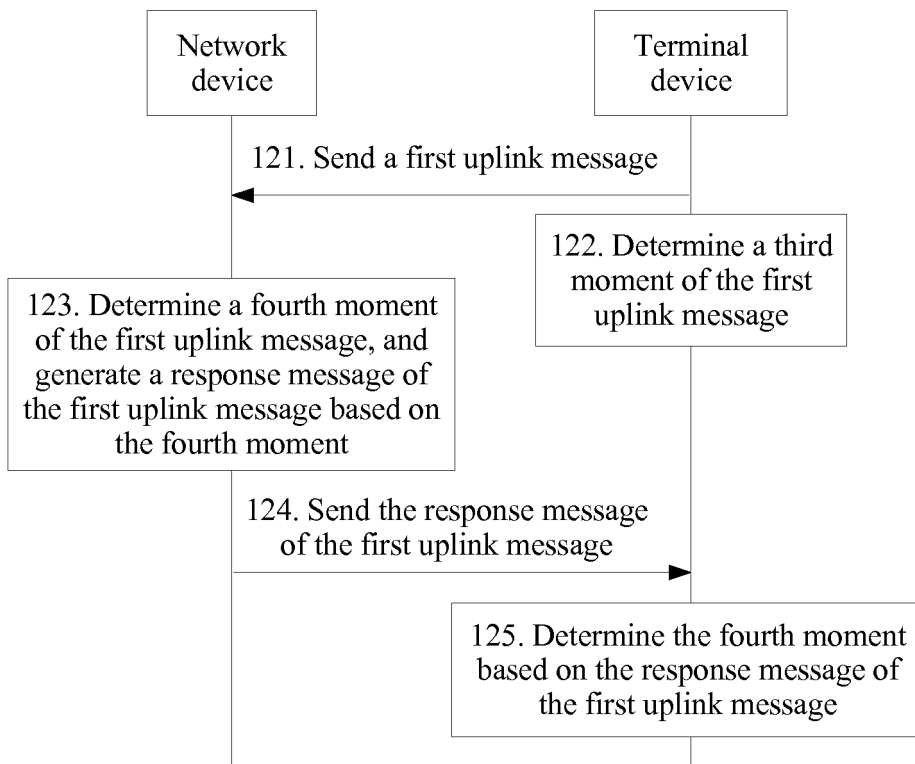 Network
device
Terminal
device
121. Send a first uplink message
122. Determine a third
moment of the first
uplink message
123. Determine a fourth moment
of the first uplink message, and
generate a response message of
the first uplink message based on
the fourth moment
124. Send the response message
of the first uplink message
125. Determine the fourth moment
based on the response message of
the first uplink message